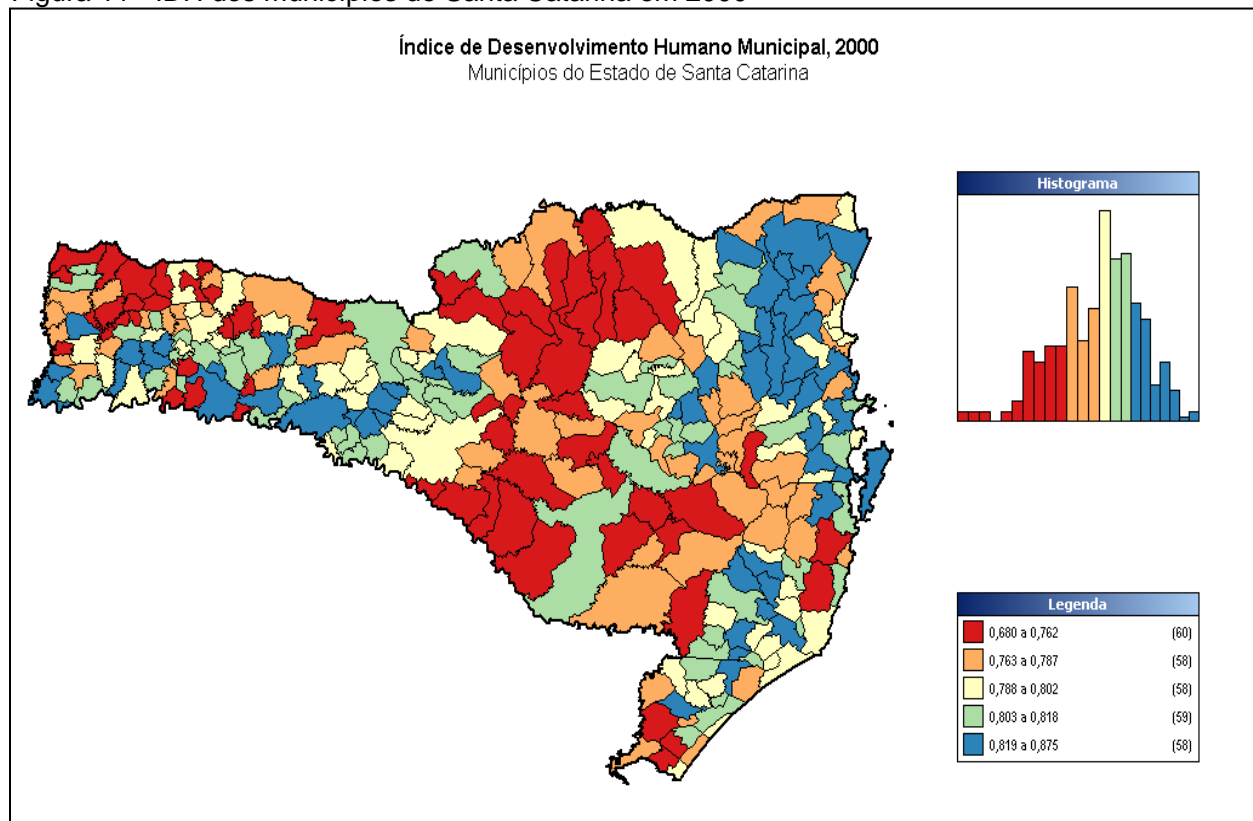 Índice de Desenvolvimento Humano Municipal, 2000
Municípios do Estado de Santa Catarina
Histograma
Legenda
0,680 a 0,762 (60)
0,763 a 0,787 (58)
0,788 a 0,802 (58)
0,803 a 0,818 (59)
0,819 a 0,875 (58)